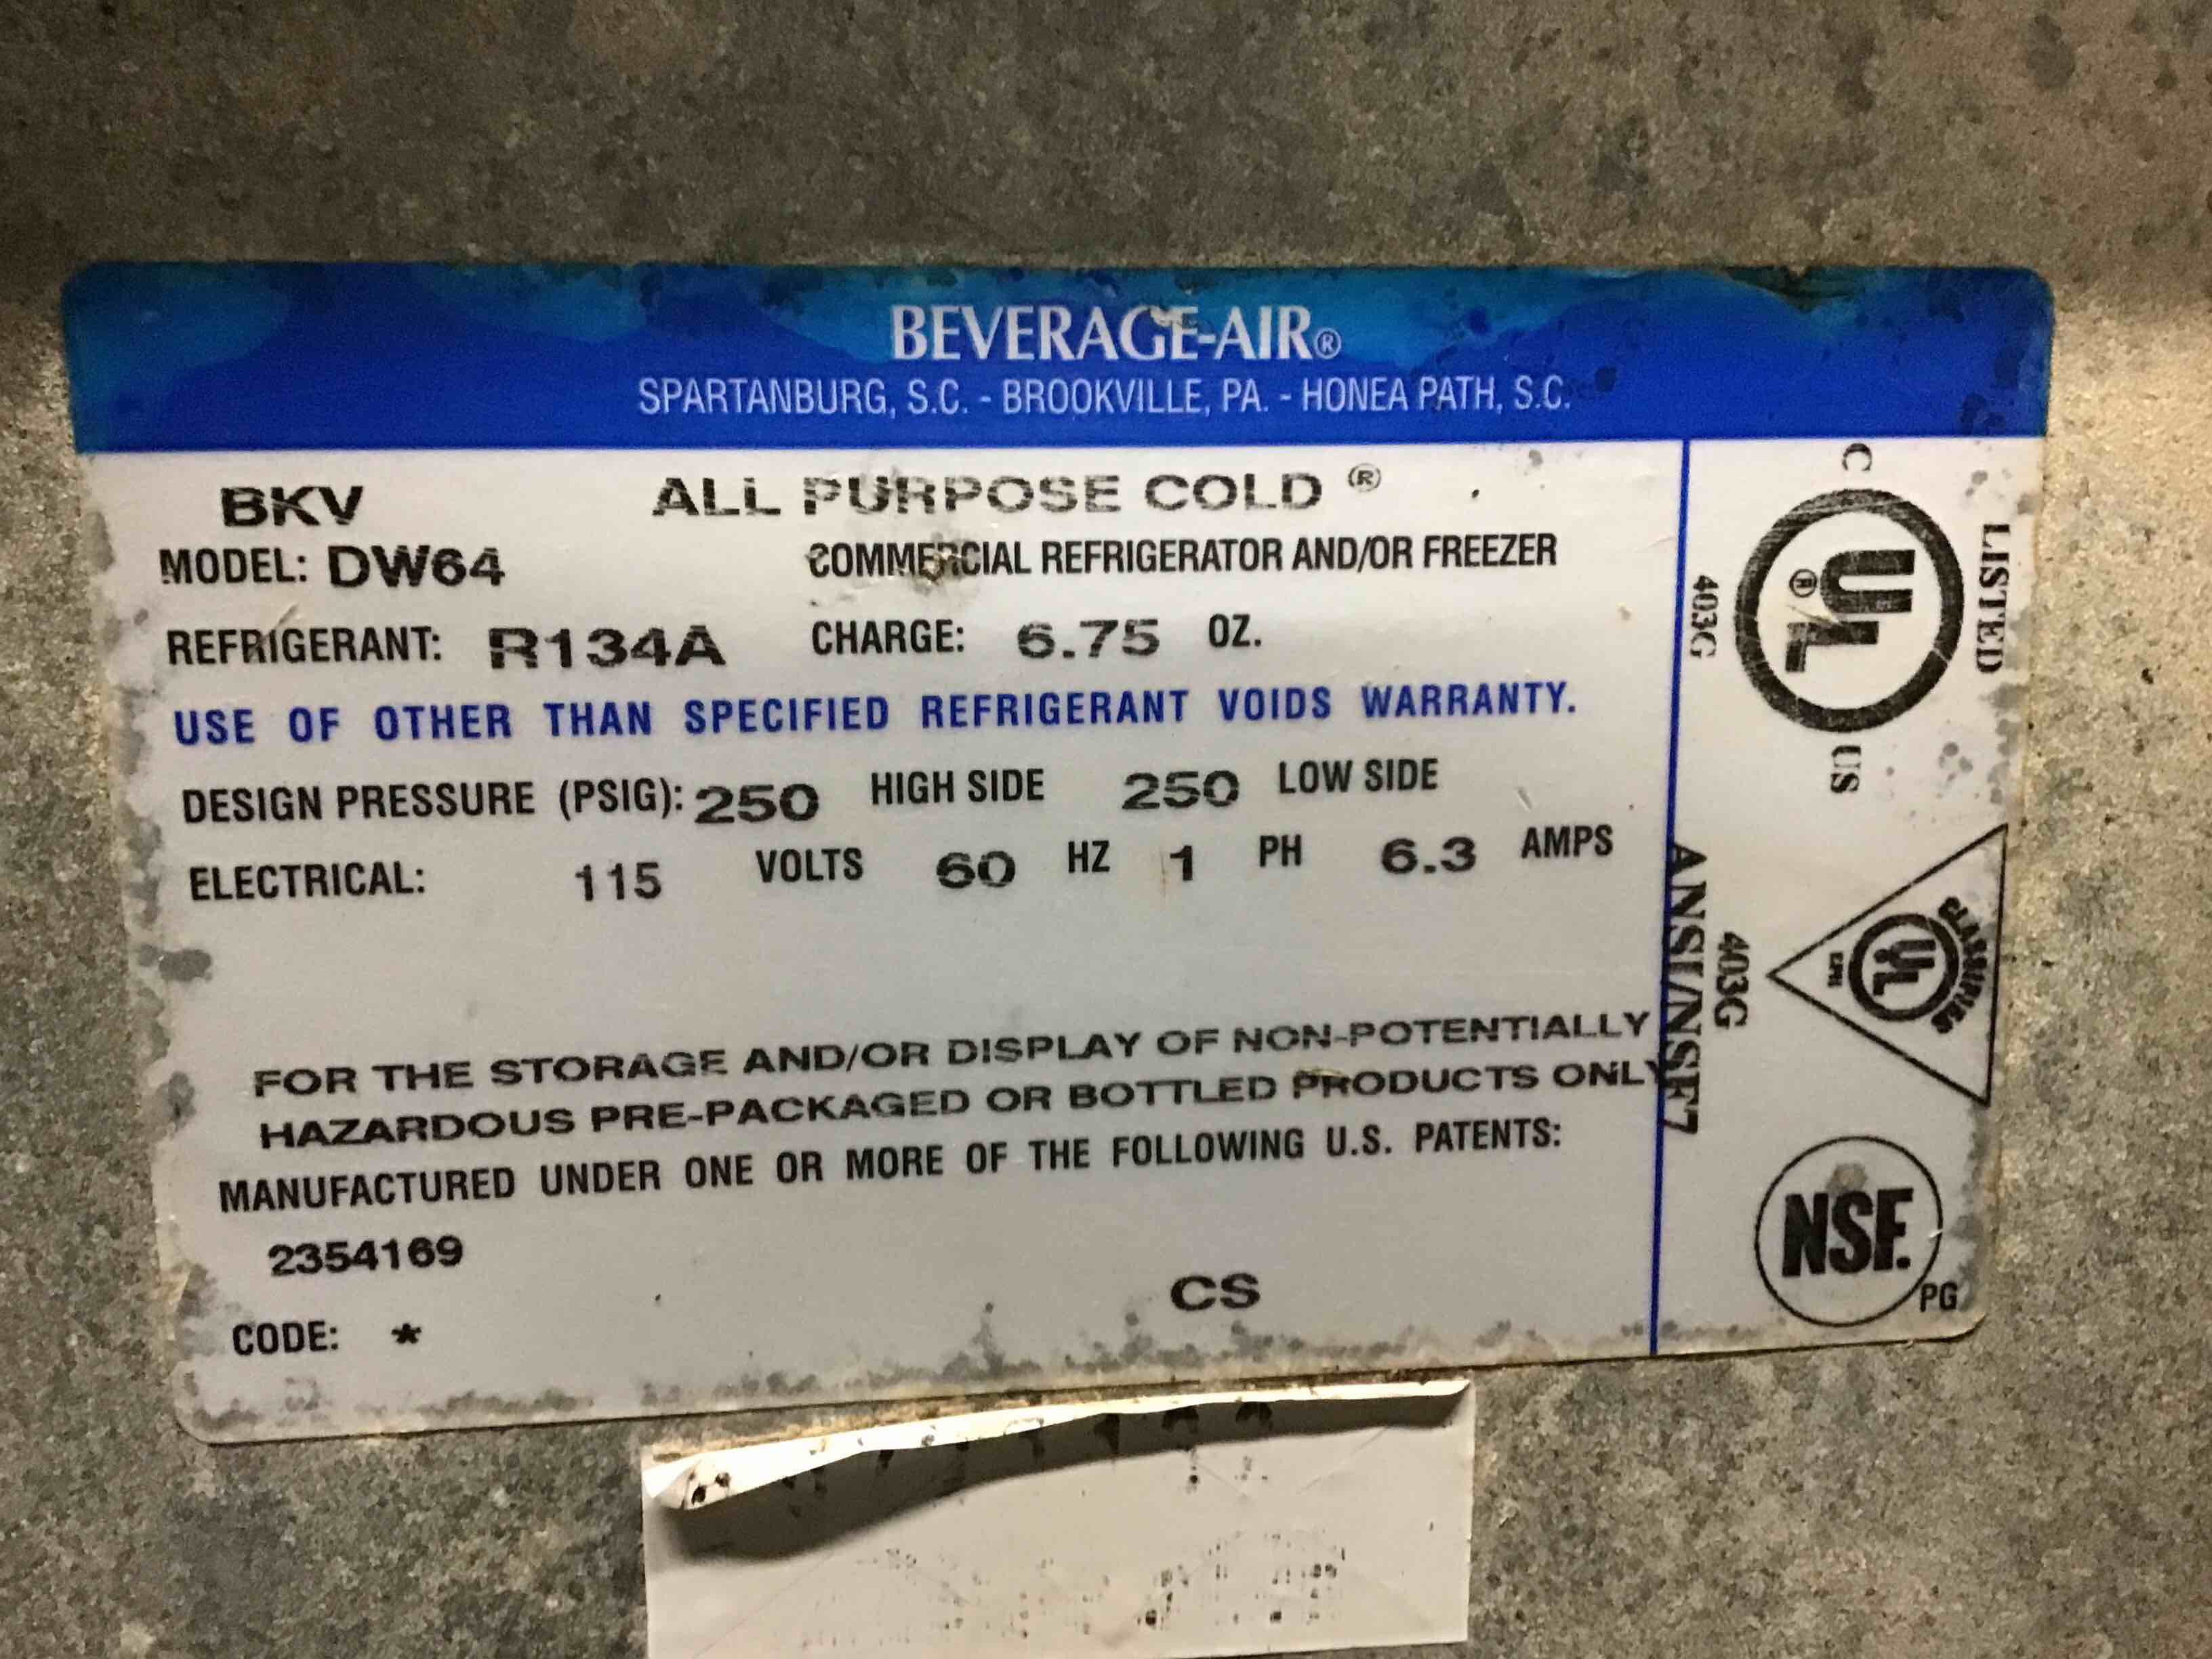 BEVERAGE-AIR®
SPARTANBURG, S.C. - BROOKVILLE, PA. - HONEA PATH, S.C.
BKV ALL PURPOSE COLD ®
MODEL: DW64 COMMERCIAL REFRIGERATOR AND/OR FREEZER
REFRIGERANT: R134A CHARGE: 6.75 OZ.
USE OF OTHER THAN SPECIFIED REFRIGERANT VOIDS WARRANTY.
DESIGN PRESSURE (PSIG): 250 HIGH SIDE 250 LOW SIDE
ELECTRICAL: 115 VOLTS 60 HZ 1 PH 6.3 AMPS
FOR THE STORAGE AND/OR DISPLAY OF NON-POTENTIALLY
HAZARDOUS PRE-PACKAGED OR BOTTLED PRODUCTS ONLY
MANUFACTURED UNDER ONE OR MORE OF THE FOLLOWING U.S. PATENTS:
2354169
CS
CODE: *
LISTED
C UL® US
403G
CLASSIFIED
UL
EPH
403G
ANSI/NSF7
NSF.
PG